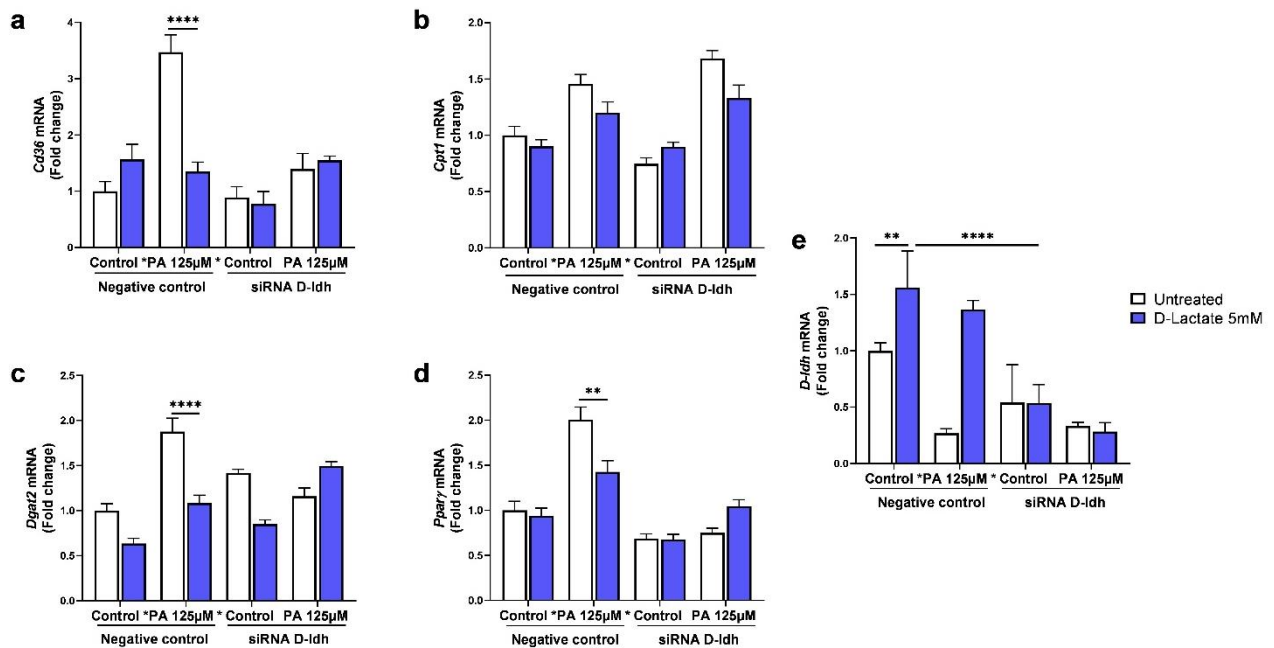 a
****
Cd36 mRNA
(Fold change)
4
3
2
1
0
Control *PA 125µM * Control PA 125µM
Negative control siRNA D-ldh
b
Cpt1 mRNA
(Fold change)
2.0
1.5
1.0
0.5
0.0
Control *PA 125µM * Control PA 125µM
Negative control siRNA D-ldh
c
****
Dgat2 mRNA
(Fold change)
2.5
2.0
1.5
1.0
0.5
0.0
Control *PA 125µM * Control PA 125µM
Negative control siRNA D-ldh
d
**
Pparγ mRNA
(Fold change)
2.5
2.0
1.5
1.0
0.5
0.0
Control *PA 125µM * Control PA 125µM
Negative control siRNA D-ldh
e
** ****
D-ldh mRNA
(Fold change)
2.0
1.5
1.0
0.5
0.0
Control *PA 125µM * Control PA 125µM
Negative control siRNA D-ldh
Untreated
D-Lactate 5mM